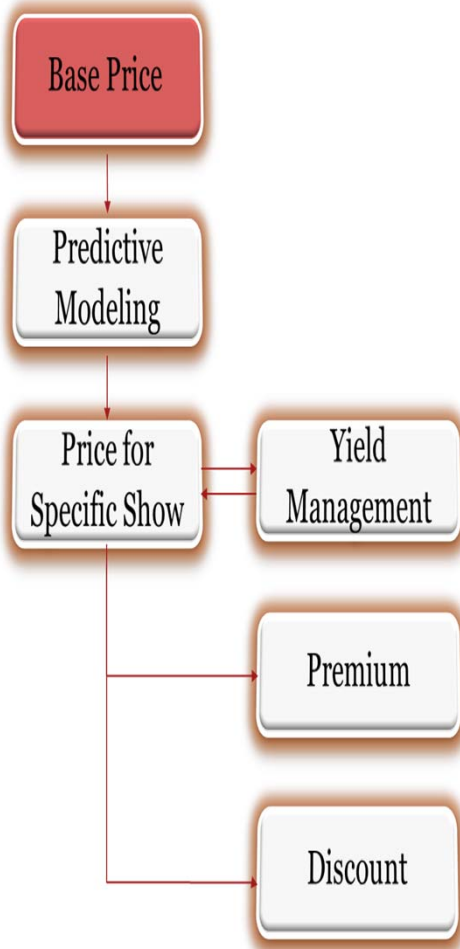 Base Price
Predictive
Modeling
Price for
Specific Show
Yield
Management
Premium
Discount